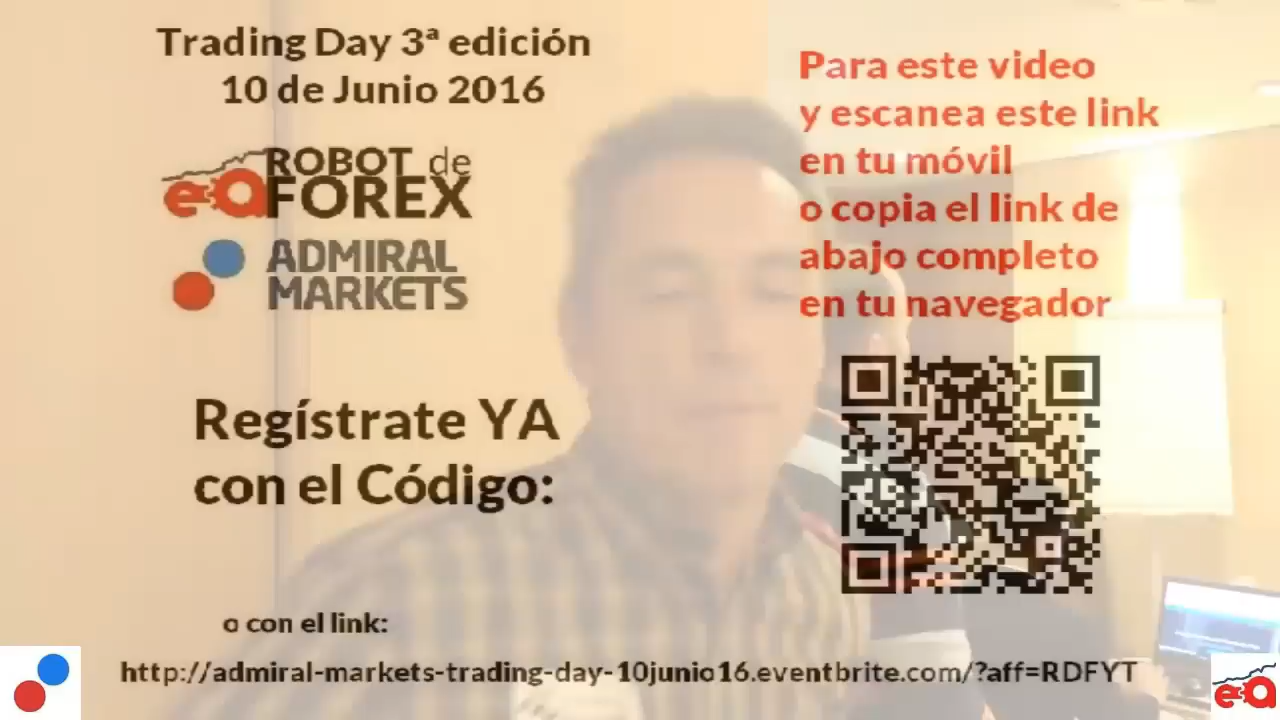 Trading Day 3ª edición
10 de Junio 2016
ROBOT de
ea FOREX
ADMIRAL
MARKETS
Regístrate YA
con el Código:
o con el link:
http://admiral-markets-trading-day-10junio16.eventbrite.com/?aff=RDFYT
Para este video
y escanea este link
en tu móvil
o copia el link de
abajo completo
en tu navegador
ea